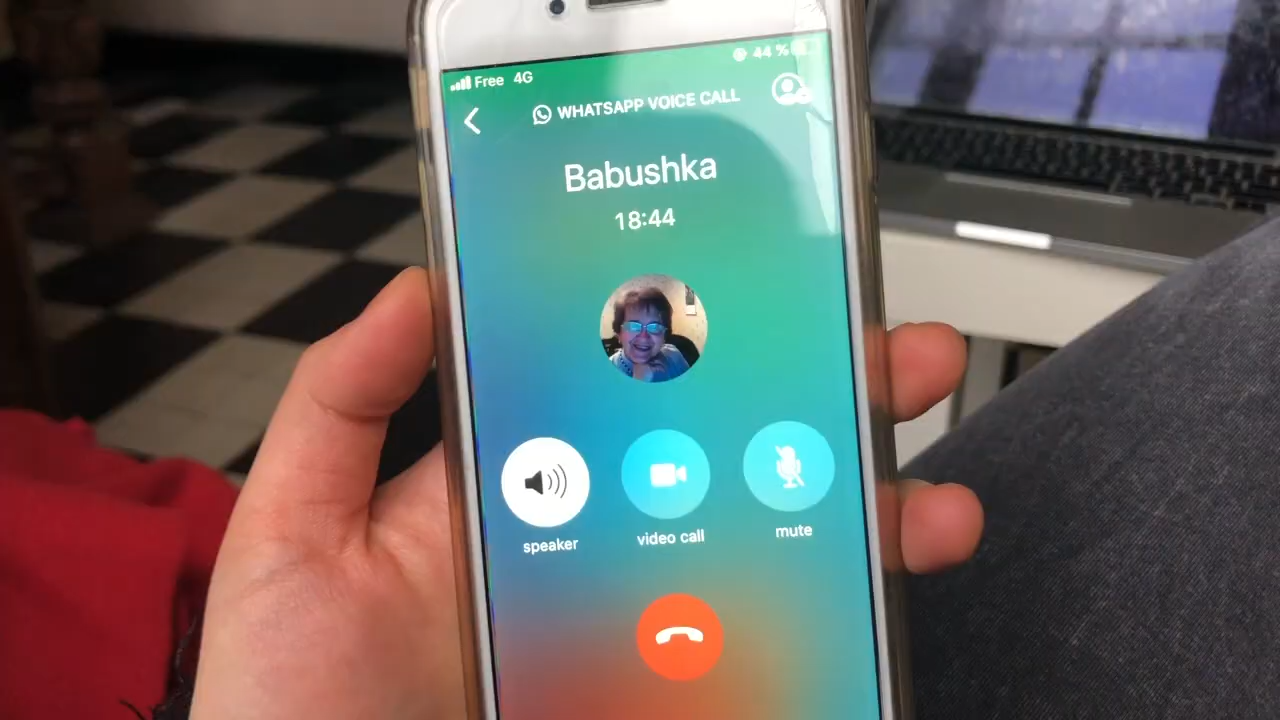 Free 4G
44 %
WHATSAPP VOICE CALL
Babushka
18:44
speaker
video call
mute